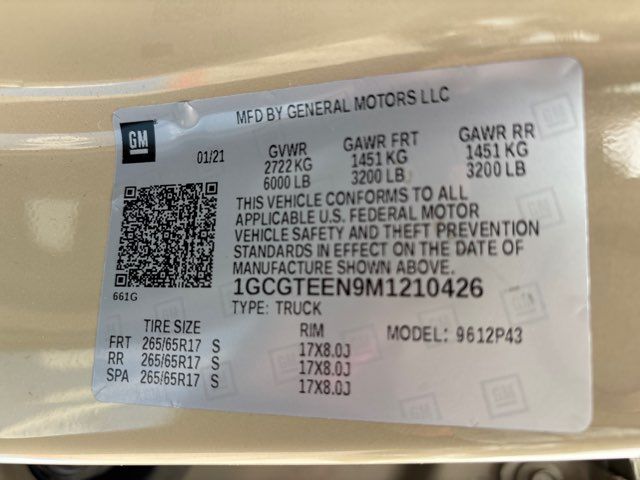 MFD BY GENERAL MOTORS LLC
GM
01/21
GVWR GAWR FRT GAWR RR
2722 KG 1451 KG 1451 KG
6000 LB 3200 LB 3200 LB
THIS VEHICLE CONFORMS TO ALL
APPLICABLE U.S. FEDERAL MOTOR
VEHICLE SAFETY AND THEFT PREVENTION
STANDARDS IN EFFECT ON THE DATE OF
MANUFACTURE SHOWN ABOVE.
661G
1GCGTEEN9M1210426
TYPE: TRUCK
TIRE SIZE RIM MODEL: 9612P43
FRT 265/65R17 S 17X8.0J
RR 265/65R17 S 17X8.0J
SPA 265/65R17 S 17X8.0J
GM